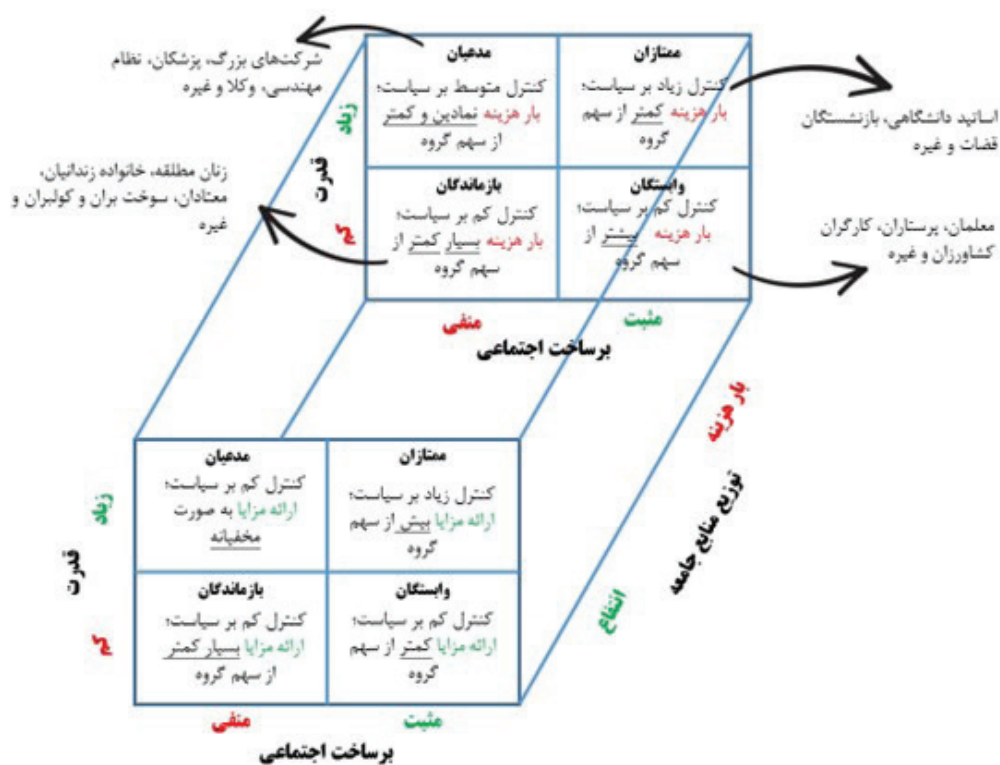 شرکت‌های بزرگ، پزشکان، نظام
مهندسی، وکلا و غیره
زنان مطلقه، خانواده زندانیان،
معتادان، سوخت بران و کولبران و
غیره
زیاد
قدرت
کم
ممتازان
کنترل زیاد بر سیاست؛
بار هزینه کمتر از سهم
گروه
مدعیان
کنترل متوسط بر سیاست؛
بار هزینه نمادین و کمتر
از سهم گروه
وابستگان
کنترل کم بر سیاست؛
بار هزینه بیشتر از
سهم گروه
بازماندگان
کنترل کم بر سیاست؛
بار هزینه بسیار کمتر از
سهم گروه
اساتید دانشگاهی، بازنشستگان
قضات و غیره
معلمان، پرستاران، کارگران
کشاورزان و غیره
مثبت
منفی
برساخت اجتماعی
بار هزینه
توزیع منابع جامعه
انتفاع
زیاد
قدرت
کم
ممتازان
کنترل زیاد بر سیاست؛
ارائه مزایا بیش از سهم
گروه
مدعیان
کنترل کم بر سیاست؛
ارائه مزایا به صورت
مخفیانه
وابستگان
کنترل کم بر سیاست؛
ارائه مزایا کمتر از سهم
گروه
بازماندگان
کنترل کم بر سیاست؛
ارائه مزایا بسیار کمتر
از سهم گروه
مثبت
منفی
برساخت اجتماعی